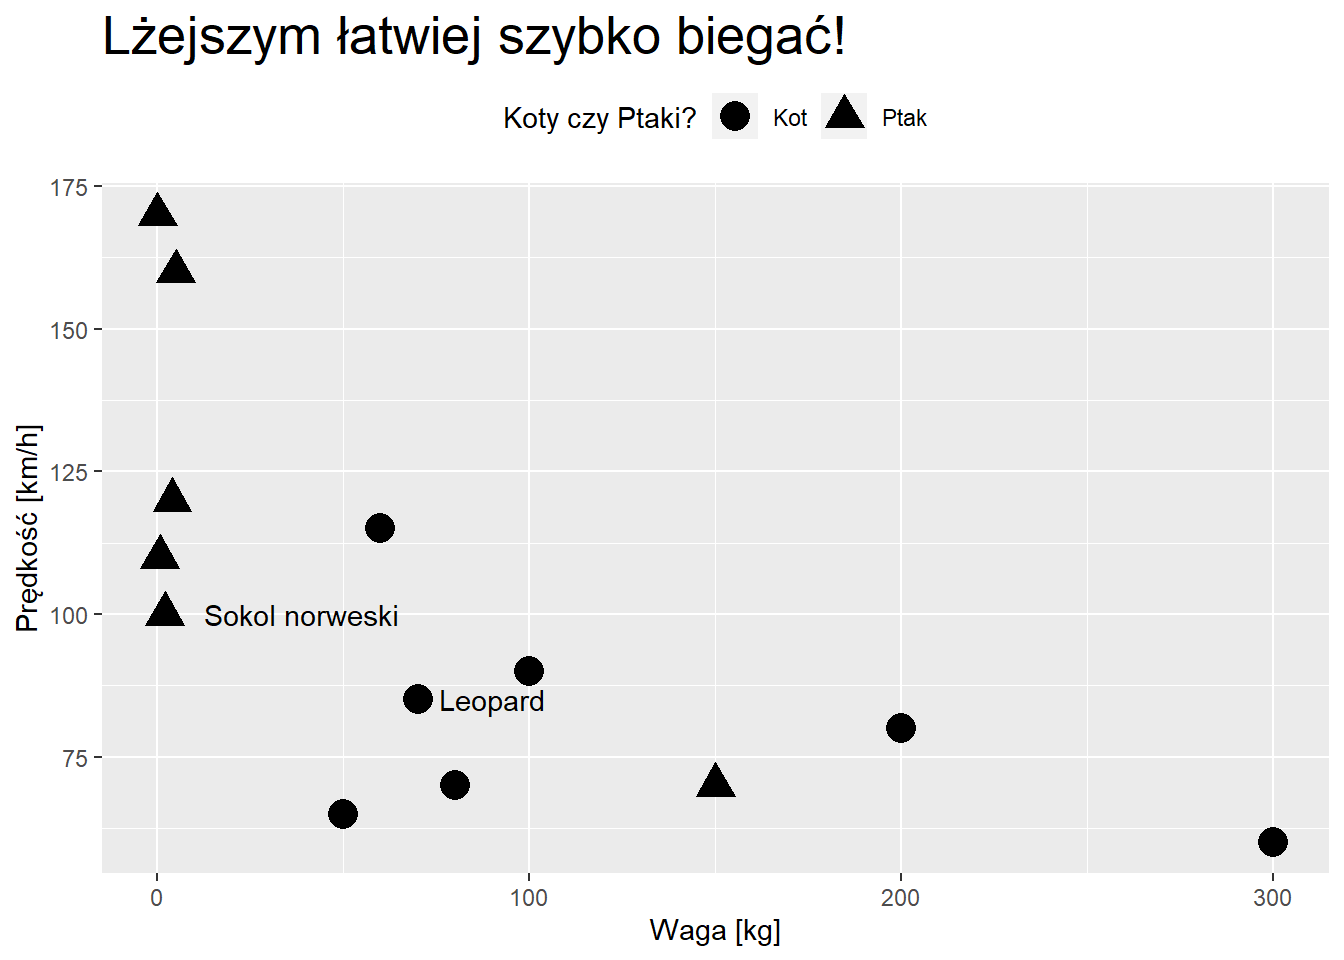 Lżejszym łatwiej szybko biegać!
Koty czy Ptaki? Kot Ptak
175
150
125
100
75
Prędkość [km/h]
Sokol norweski
Leopard
0 100 200 300
Waga [kg]